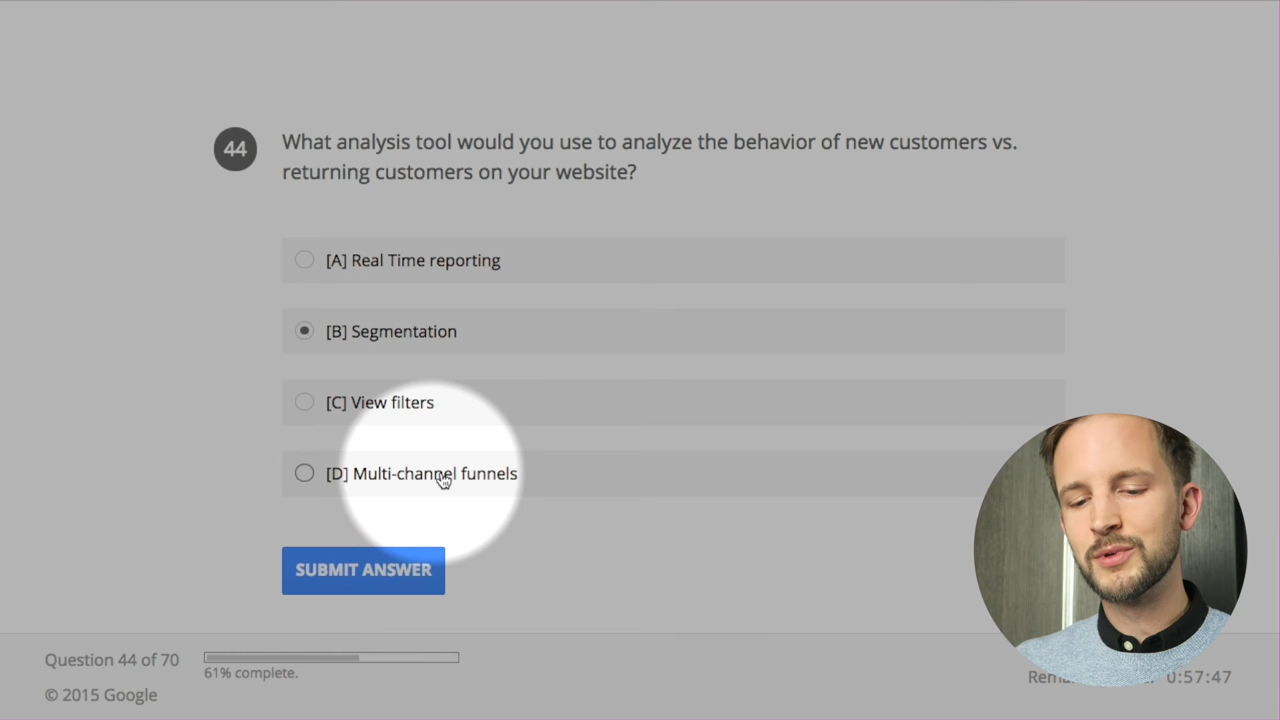 44
What analysis tool would you use to analyze the behavior of new customers vs.
returning customers on your website?
[A] Real Time reporting
[B] Segmentation
[C] View filters
[D] Multi-channel funnels
SUBMIT ANSWER
Question 44 of 70
61% complete.
© 2015 Google
0:57:47